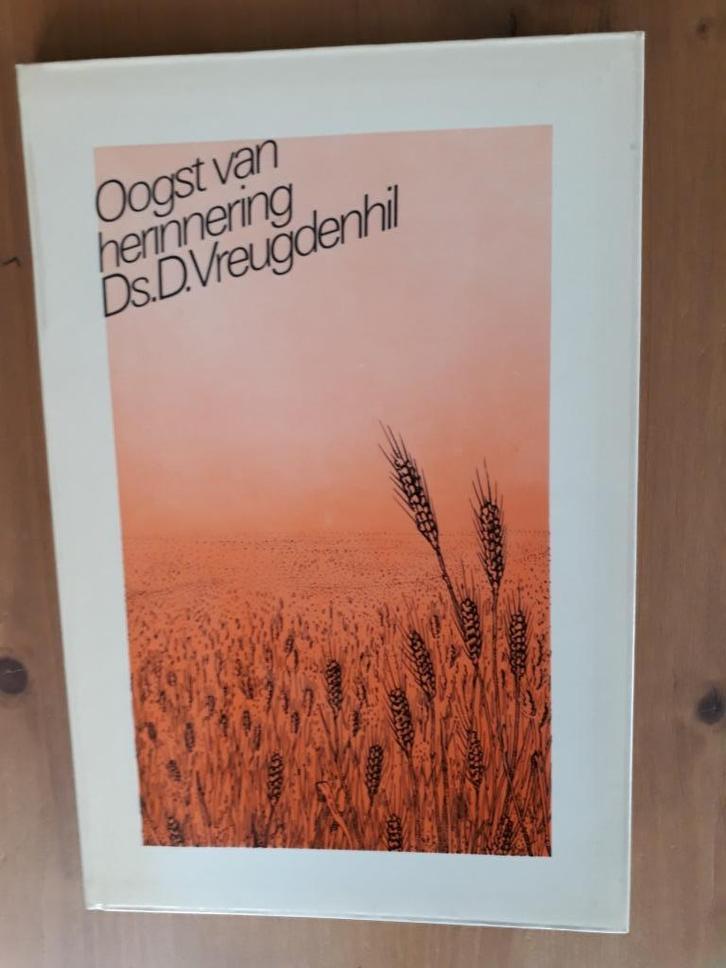 Oogst van
herinnering
Ds.D.Vreugdenhil